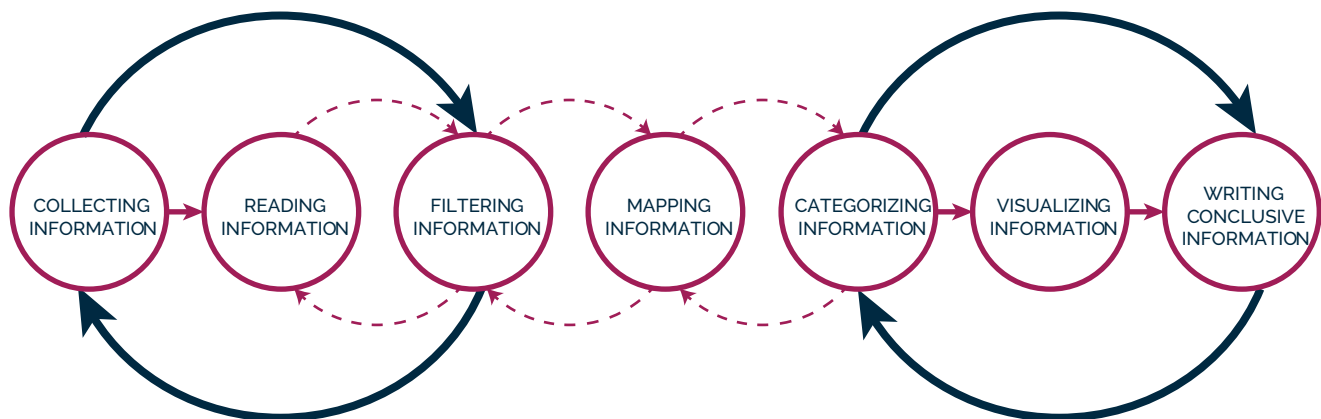 COLLECTING
INFORMATION
READING
INFORMATION
FILTERING
INFORMATION
MAPPING
INFORMATION
CATEGORIZING
INFORMATION
VISUALIZING
INFORMATION
WRITING
CONCLUSIVE
INFORMATION